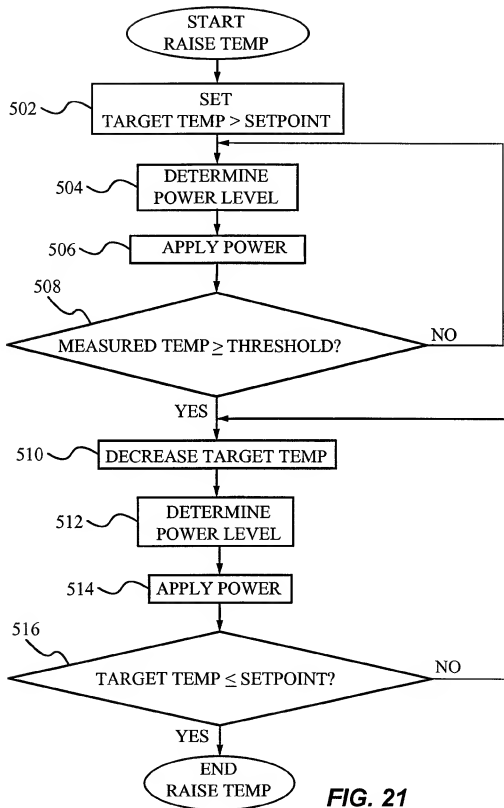 START
RAISE TEMP
502
SET
TARGET TEMP > SETPOINT
504
DETERMINE
POWER LEVEL
506
APPLY POWER
508
MEASURED TEMP ≥ THRESHOLD?
NO
YES
510
DECREASE TARGET TEMP
512
DETERMINE
POWER LEVEL
514
APPLY POWER
516
TARGET TEMP ≤ SETPOINT?
NO
YES
END
RAISE TEMP
FIG. 21